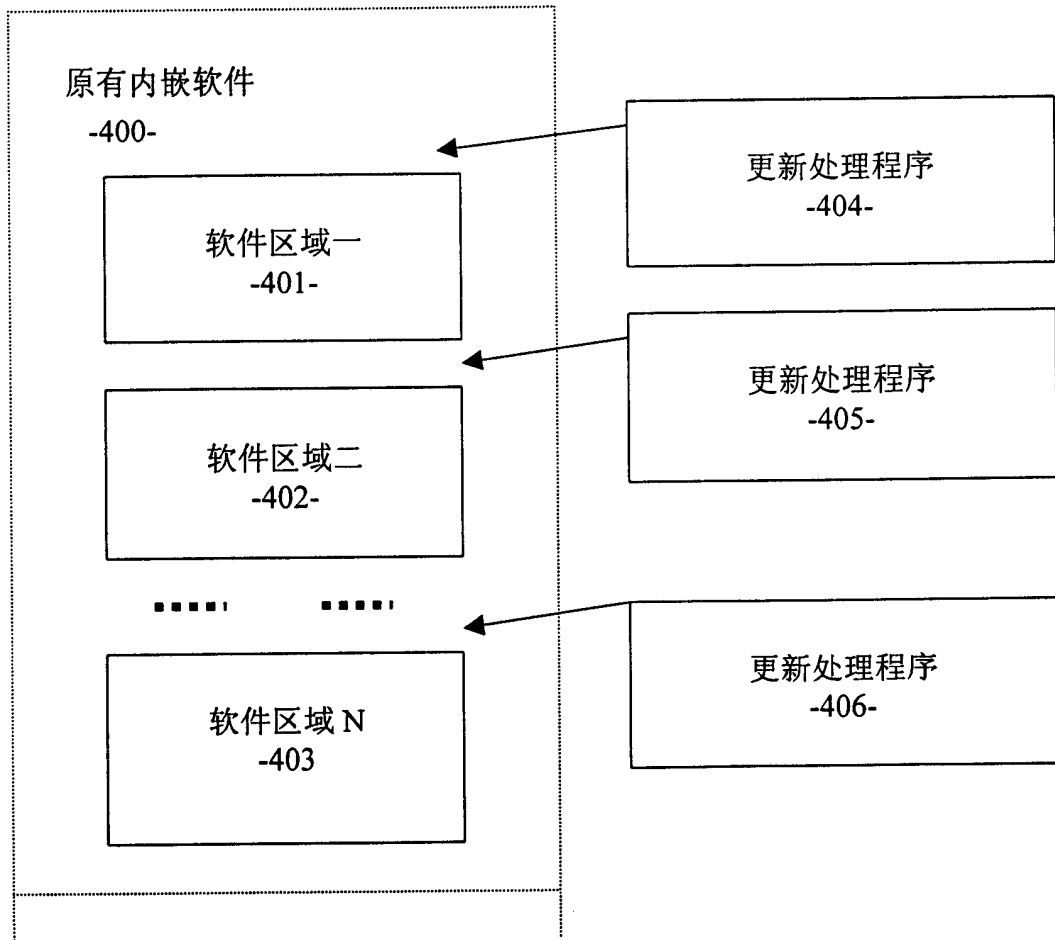 原有内嵌软件
-400-
软件区域一
-401-
软件区域二
-402-
软件区域 N
-403
更新处理程序
-404-
更新处理程序
-405-
更新处理程序
-406-